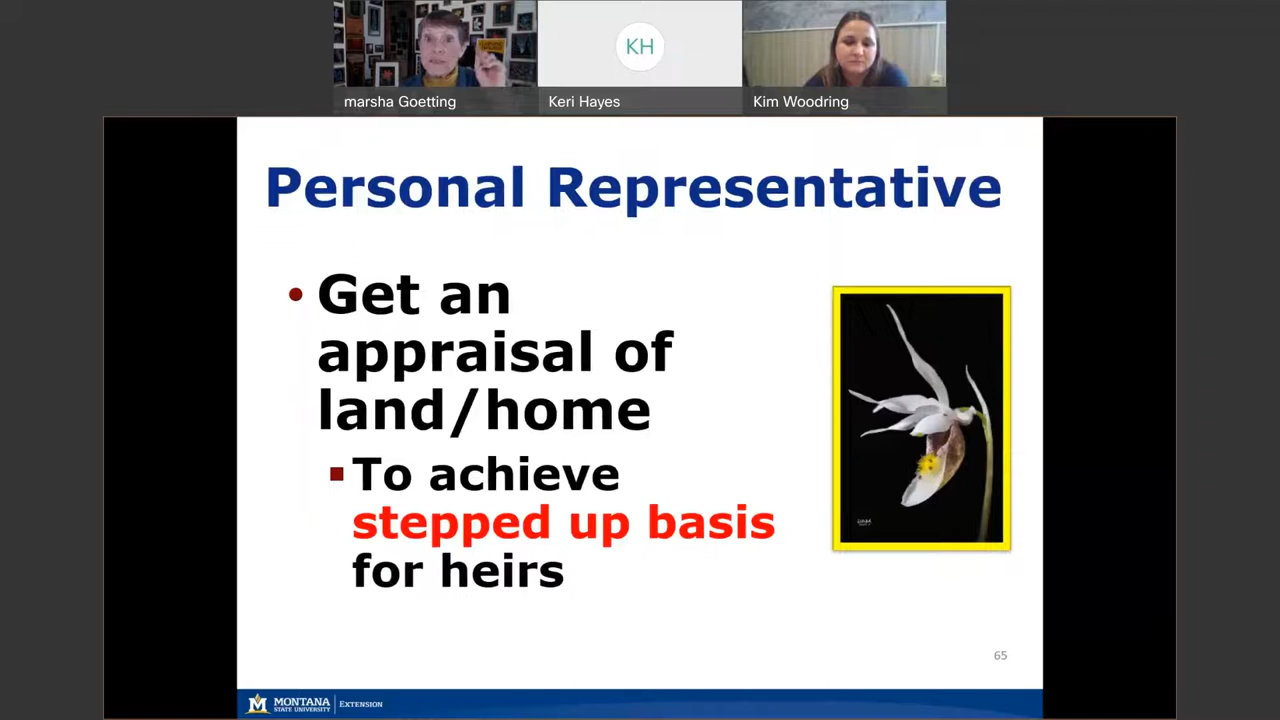 KH
marsha Goetting
Keri Hayes
Kim Woodring
Personal Representative
• Get an
appraisal of
land/home
▪ To achieve
stepped up basis
for heirs
65
M MONTANA
STATE UNIVERSITY
EXTENSION